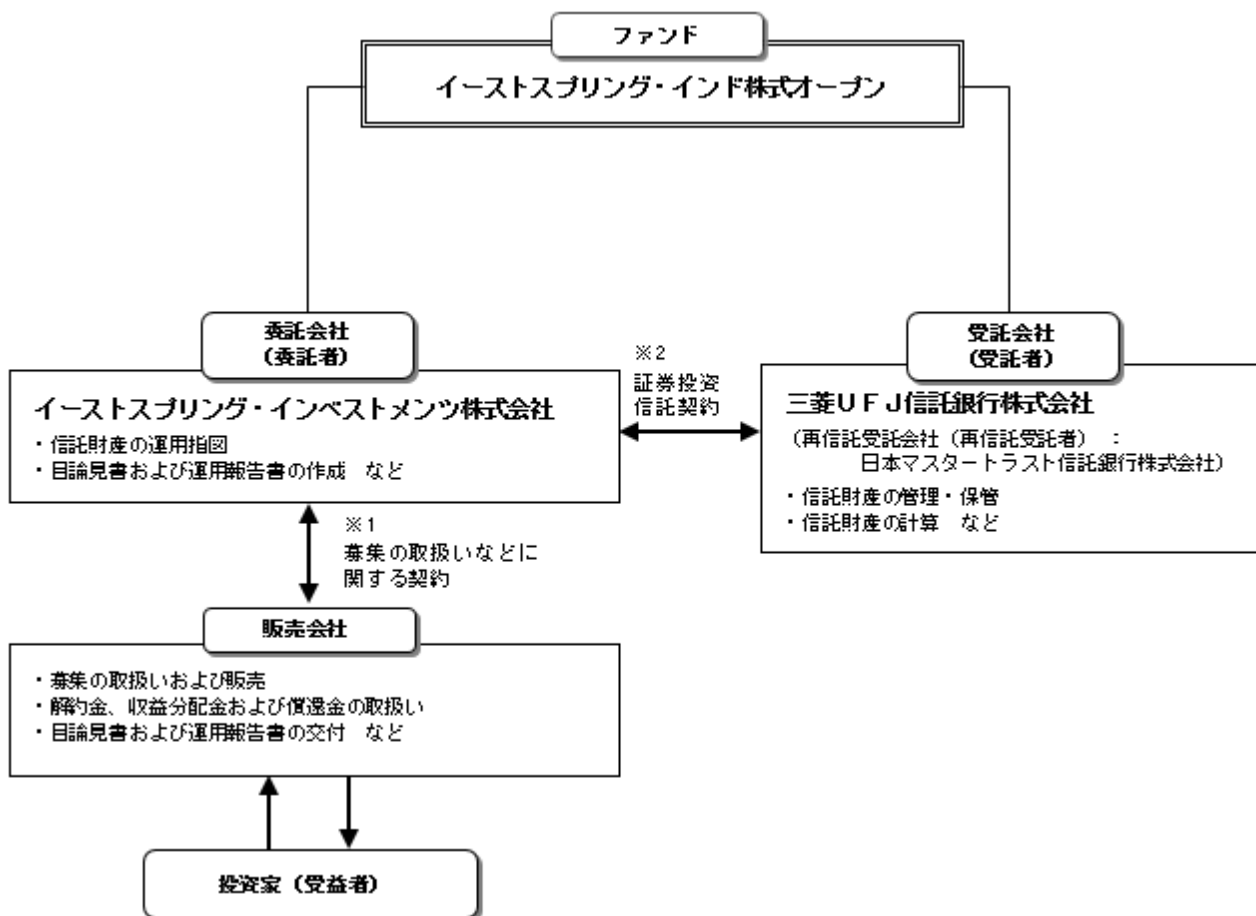 ファンド
イーストスプリング・インド株式オープン
委託会社
(委託者)
イーストスプリング・インベストメンツ株式会社
・信託財産の運用指図
・目論見書および運用報告書の作成　など
※2
証券投資
信託契約
受託会社
(受託者)
三菱ＵＦＪ信託銀行株式会社
（再信託受託会社（再信託受託者）　：
日本マスタートラスト信託銀行株式会社）
・信託財産の管理・保管
・信託財産の計算　など
※1
募集の取扱いなどに
関する契約
販売会社
・募集の取扱いおよび販売
・解約金、収益分配金および償還金の取扱い
・目論見書および運用報告書の交付　など
投資家（受益者）